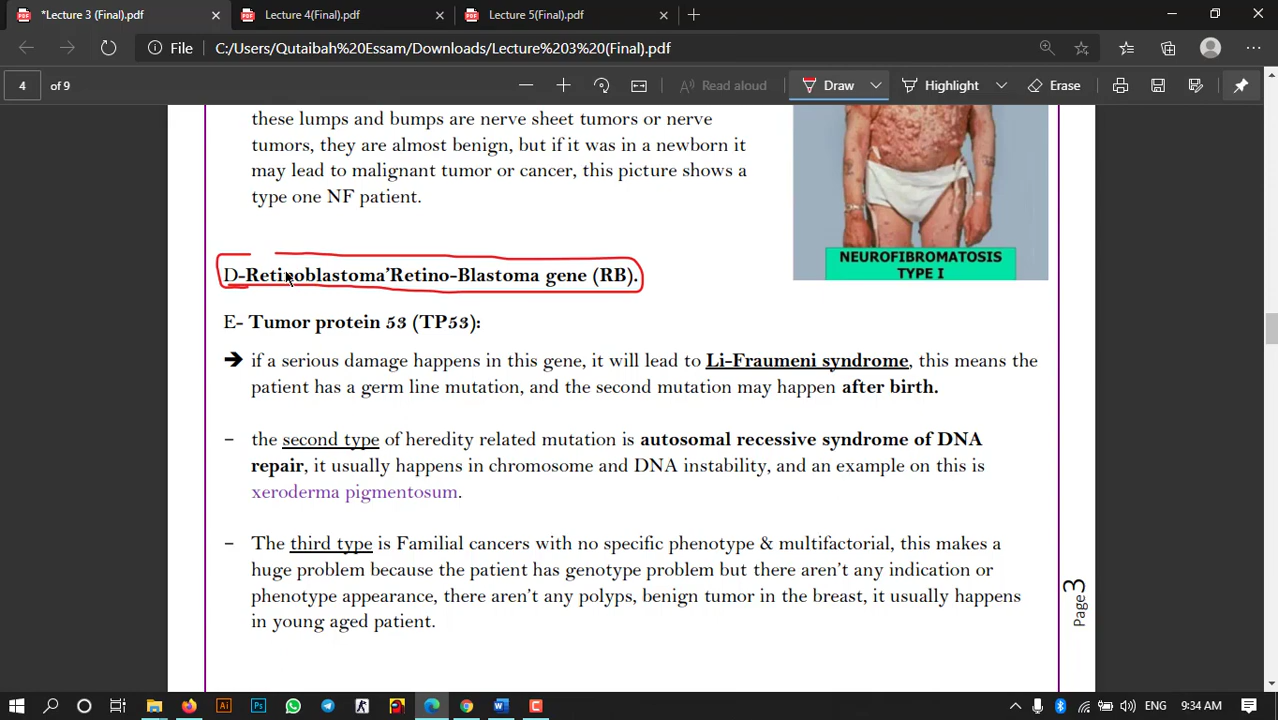 *Lecture 3 (Final).pdf
Lecture 4(Final).pdf
Lecture 5(Final).pdf
File
C:/Users/Qutaibah%20Essam/Downloads/Lecture%203%20(Final).pdf
4 of 9
Read aloud
Draw
Highlight
Erase
these lumps and bumps are nerve sheet tumors or nerve
tumors, they are almost benign, but if it was in a newborn it
may lead to malignant tumor or cancer, this picture shows a
type one NF patient.
NEUROFIBROMATOSIS
TYPE I
D-Retinoblastoma’Retino-Blastoma gene (RB).
E- Tumor protein 53 (TP53):
➔ if a serious damage happens in this gene, it will lead to Li-Fraumeni syndrome, this means the
patient has a germ line mutation, and the second mutation may happen after birth.
- the second type of heredity related mutation is autosomal recessive syndrome of DNA
repair, it usually happens in chromosome and DNA instability, and an example on this is
xeroderma pigmentosum.
- The third type is Familial cancers with no specific phenotype & multifactorial, this makes a
huge problem because the patient has genotype problem but there aren’t any indication or
phenotype appearance, there aren’t any polyps, benign tumor in the breast, it usually happens
in young aged patient.
Page3
Ai
Ps
W
ENG
9:34 AM